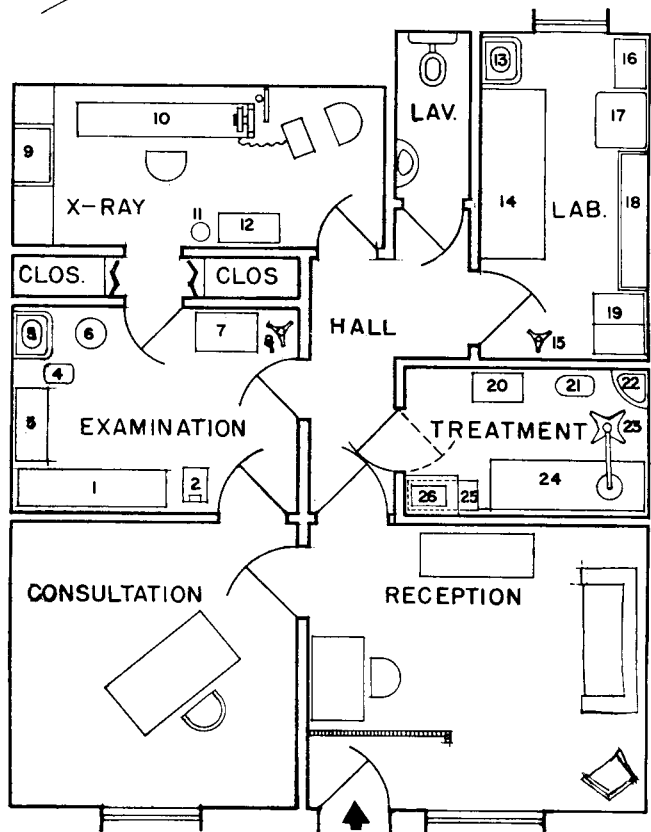 13
16
10
LAV.
17
9
14
18
X-RAY
11
12
LAB.
CLOS.
CLOS
19
5
6
7
8
HALL
15
4
20
21
22
3
EXAMINATION
TREATMENT
23
1
2
24
26
25
CONSULTATION
RECEPTION